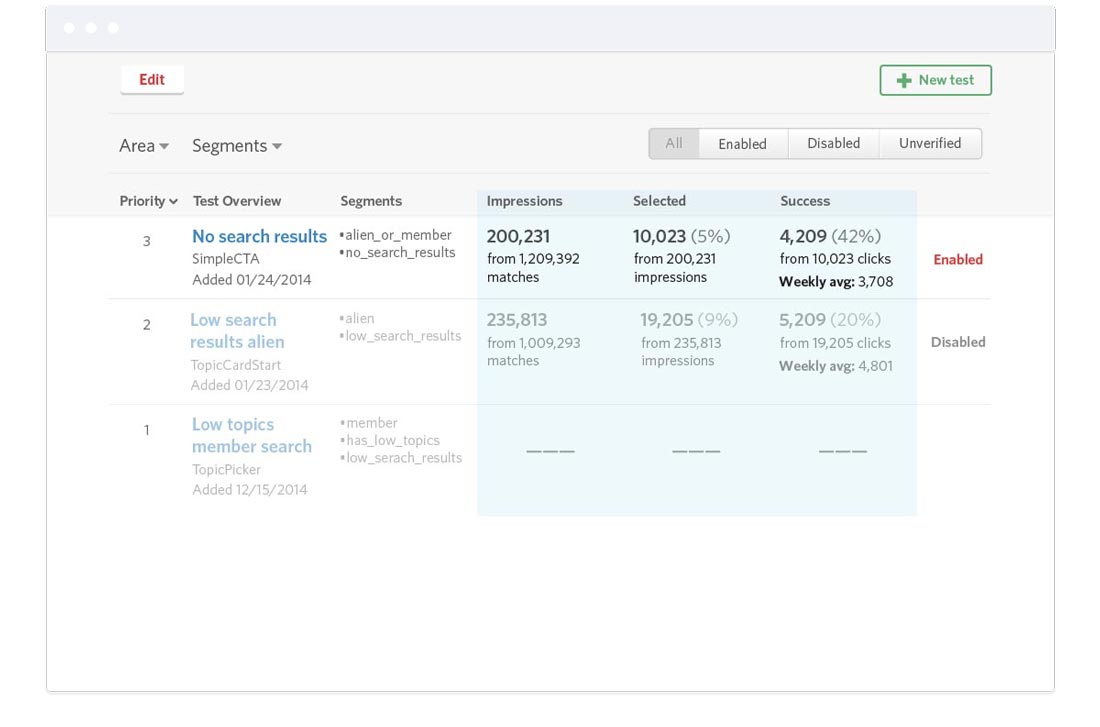 Edit
New test
Area
Segments
All
Enabled
Disabled
Unverified
Priority
Test Overview
Segments
Impressions
Selected
Success
3
No search results
SimpleCTA
Added 01/24/2014
alien_or_member
no_search_results
200,231
from 1,209,392
matches
10,023 (5%)
from 200,231
impressions
4,209 (42%)
from 10,023 clicks
Weekly avg: 3,708
Enabled
2
Low search
results alien
TopicCardStart
Added 01/23/2014
alien
low_search_results
235,813
from 1,009,293
matches
19,205 (9%)
from 235,813
impressions
5,209 (20%)
from 19,205 clicks
Weekly avg: 4,801
Disabled
1
Low topics
member search
TopicPicker
Added 12/15/2014
member
has_low_topics
low_serach_results
———
———
———